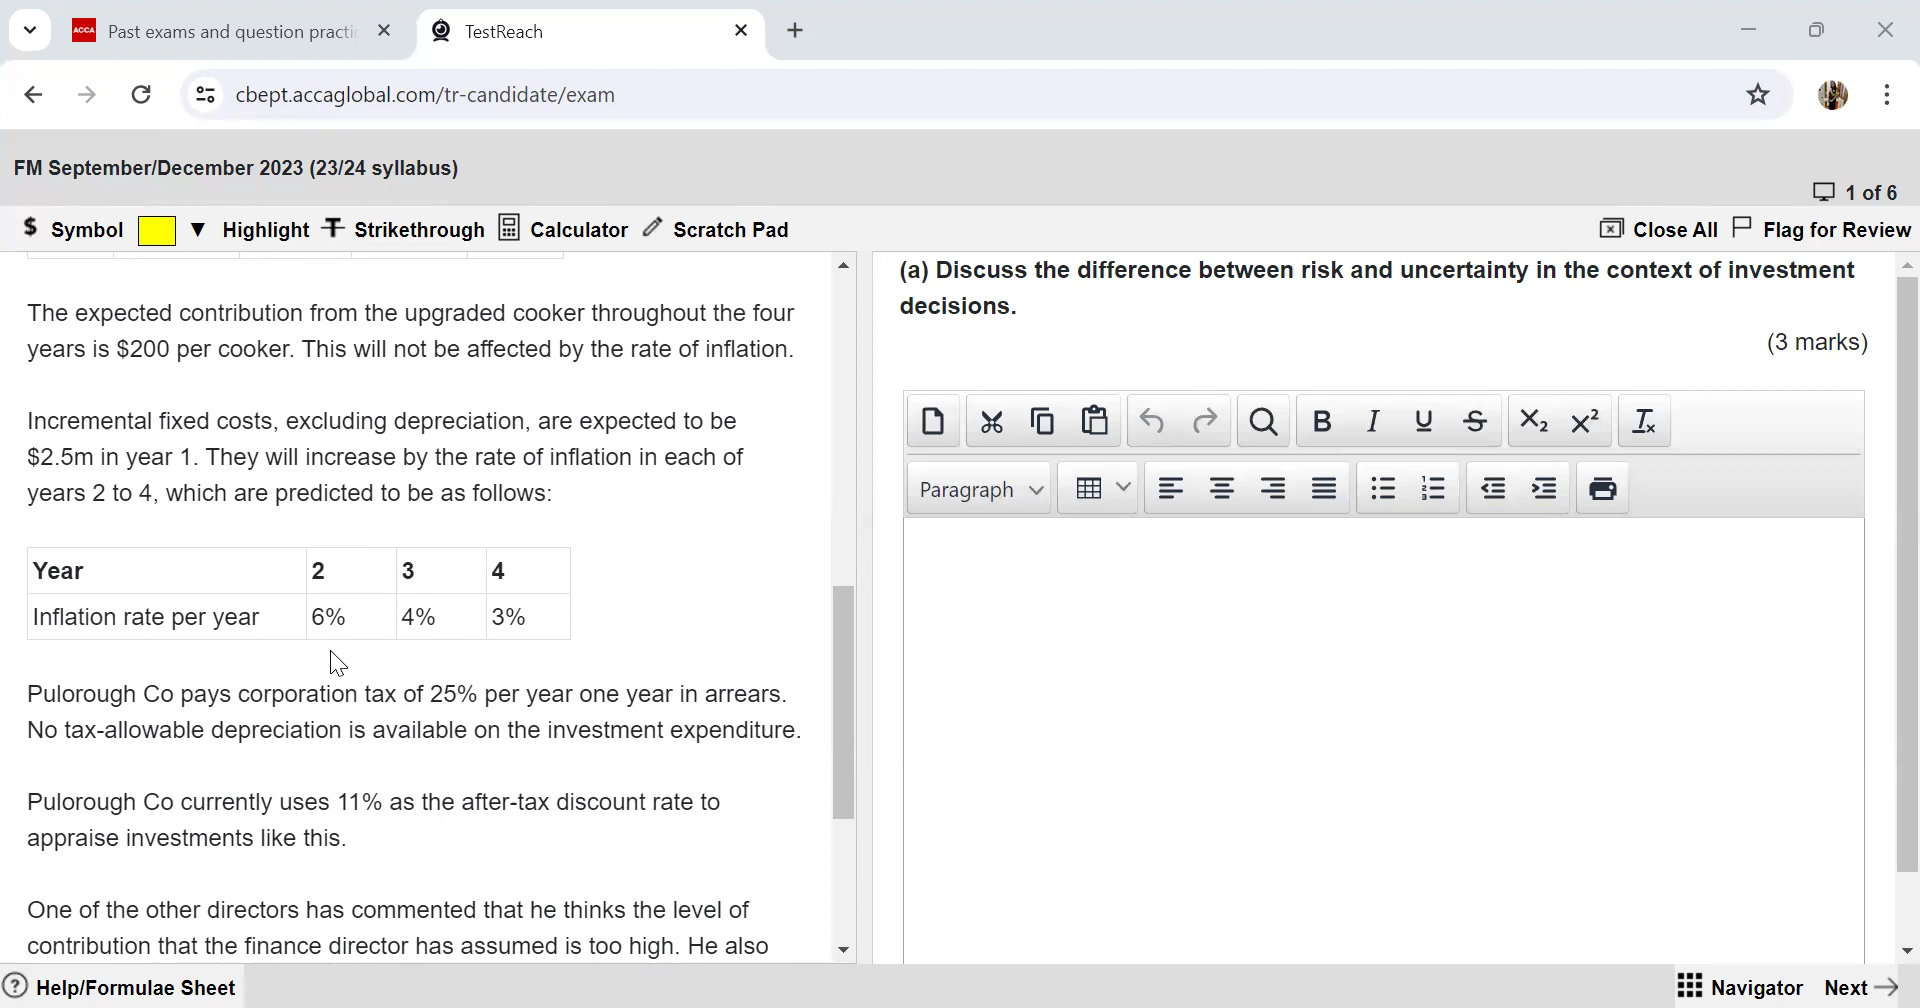 ACCA Past exams and question practi
TestReach
cbept.accaglobal.com/tr-candidate/exam
FM September/December 2023 (23/24 syllabus)
1 of 6
$ Symbol Highlight Strikethrough Calculator Scratch Pad
Close All Flag for Review
The expected contribution from the upgraded cooker throughout the four
years is $200 per cooker. This will not be affected by the rate of inflation.
Incremental fixed costs, excluding depreciation, are expected to be
$2.5m in year 1. They will increase by the rate of inflation in each of
years 2 to 4, which are predicted to be as follows:
Year 2 3 4
Inflation rate per year 6% 4% 3%
Pulorough Co pays corporation tax of 25% per year one year in arrears.
No tax-allowable depreciation is available on the investment expenditure.
Pulorough Co currently uses 11% as the after-tax discount rate to
appraise investments like this.
One of the other directors has commented that he thinks the level of
contribution that the finance director has assumed is too high. He also
(a) Discuss the difference between risk and uncertainty in the context of investment
decisions.
(3 marks)
B I U S X₂ X² Tx
Paragraph
? Help/Formulae Sheet
Navigator Next